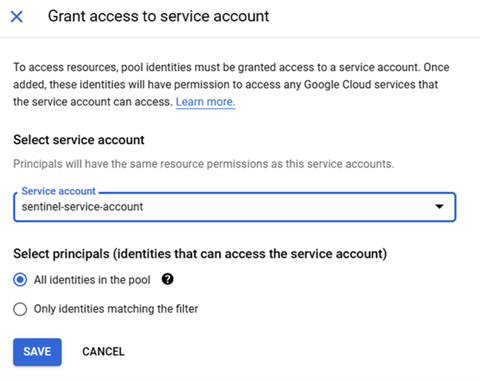 Grant access to service account
To access resources, pool identities must be granted access to a service account. Once
added, these identities will have permission to access any Google Cloud services that
the service account can access. Learn more.
Select service account
Principals will have the same resource permissions as this service accounts.
Service account
sentinel-service-account
Select principals (identities that can access the service account)
All identities in the pool ?
Only identities matching the filter
SAVE CANCEL